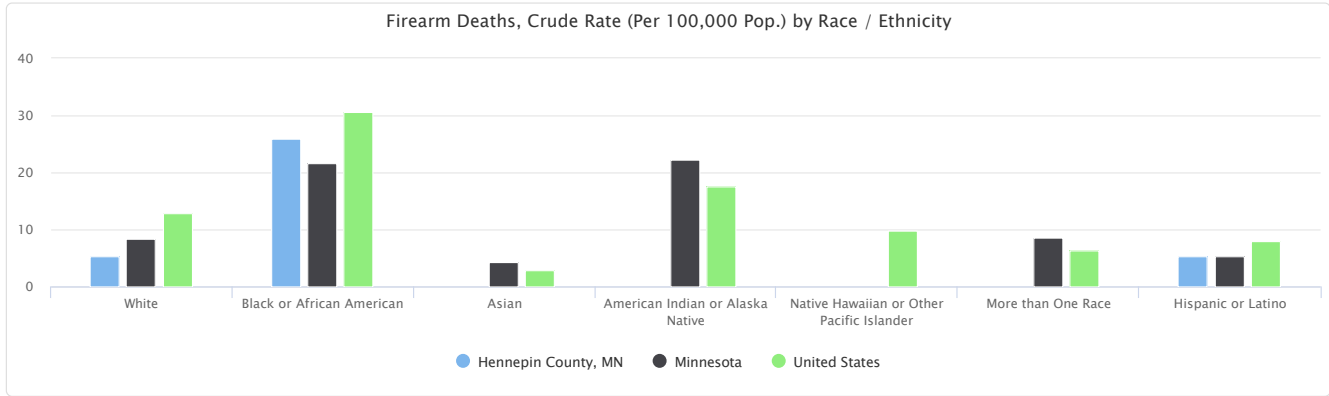 Firearm Deaths, Crude Rate (Per 100,000 Pop.) by Race / Ethnicity
40
30
20
10
0
White
Black or African American
Asian
American Indian or Alaska
Native
Native Hawaiian or Other
Pacific Islander
More than One Race
Hispanic or Latino
Hennepin County, MN
Minnesota
United States